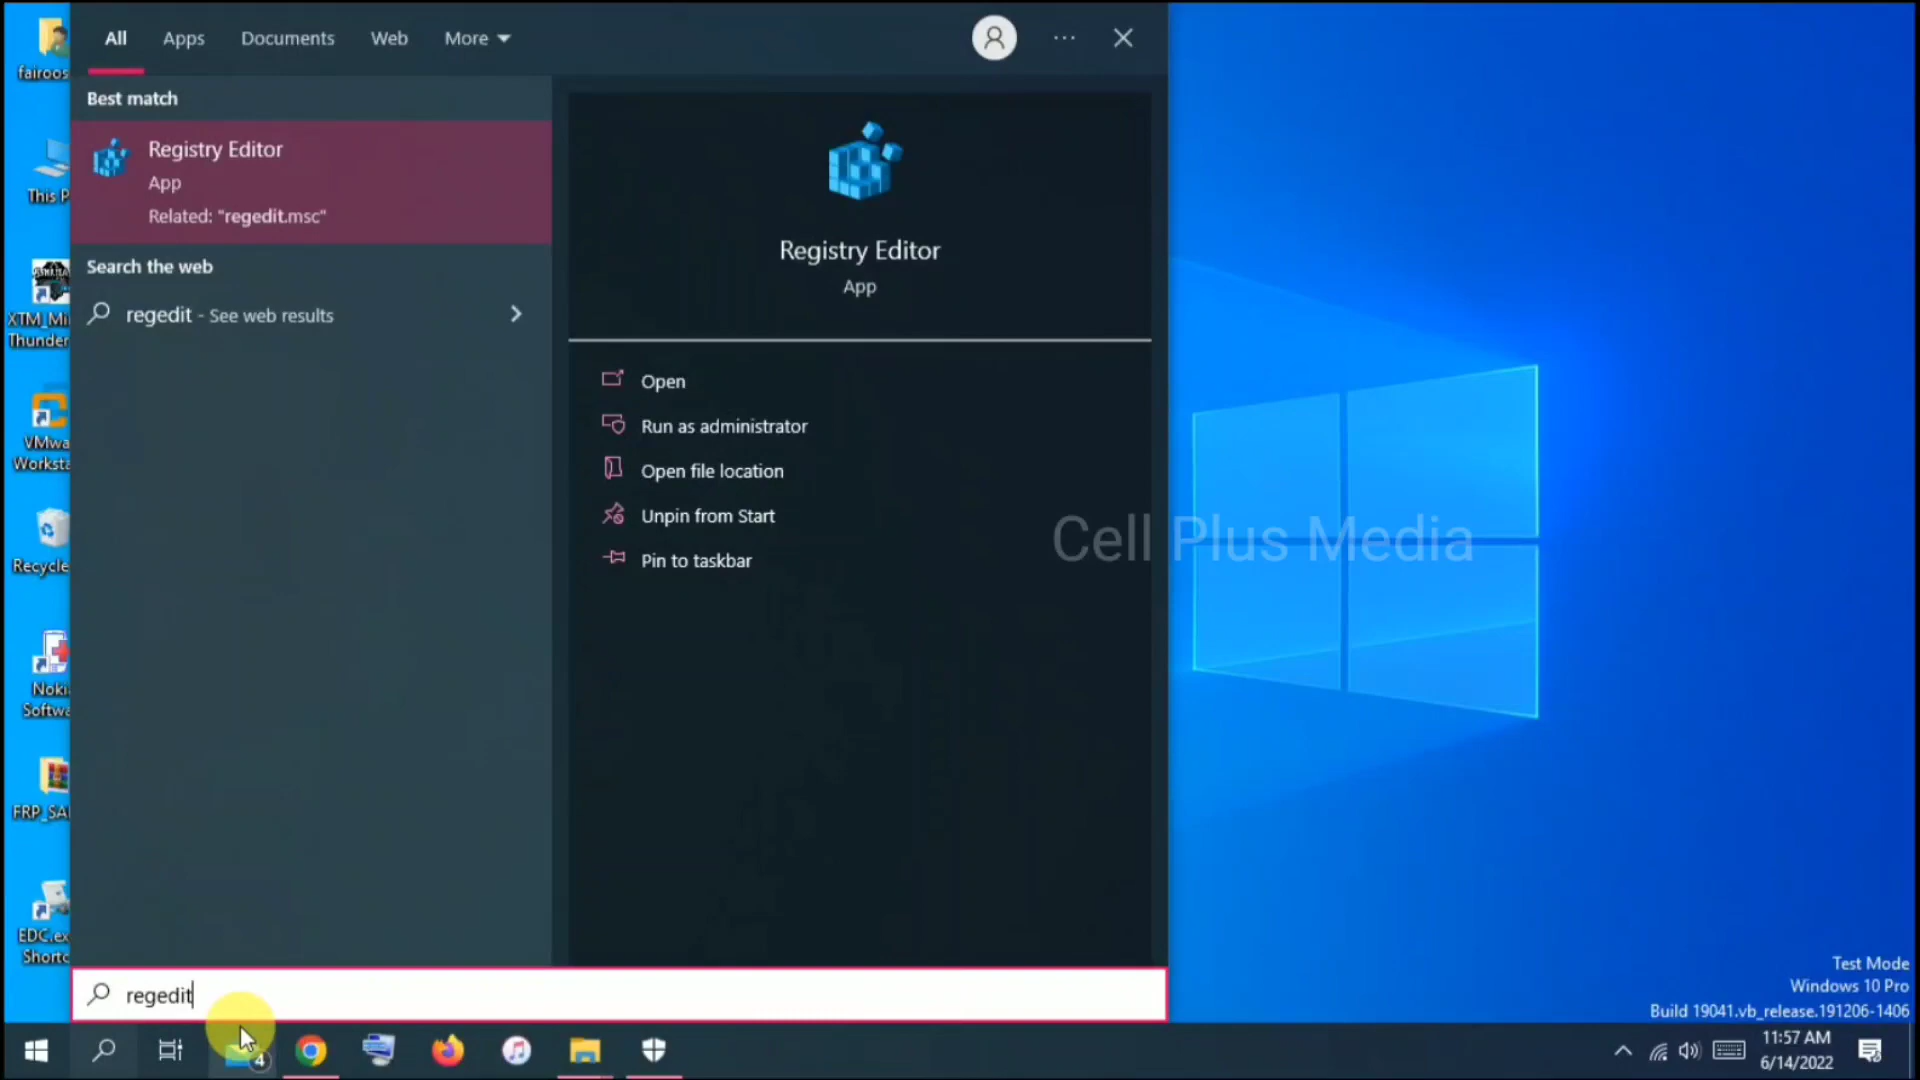 All
Apps
Documents
Web
More
Best match
Registry Editor
App
Related: "regedit.msc"
Search the web
regedit - See web results
Registry Editor
App
Open
Run as administrator
Open file location
Unpin from Start
Pin to taskbar
Cell Plus Media
fairoos
This P
XTM_Mi
Thunder
VMwa
Worksta
Recycle
Noki
Softwa
FRP_SA
EDC.ex
Shortc
regedit
4
Test Mode
Windows 10 Pro
Build 19041.vb_release.191206-1406
11:57 AM
6/14/2022